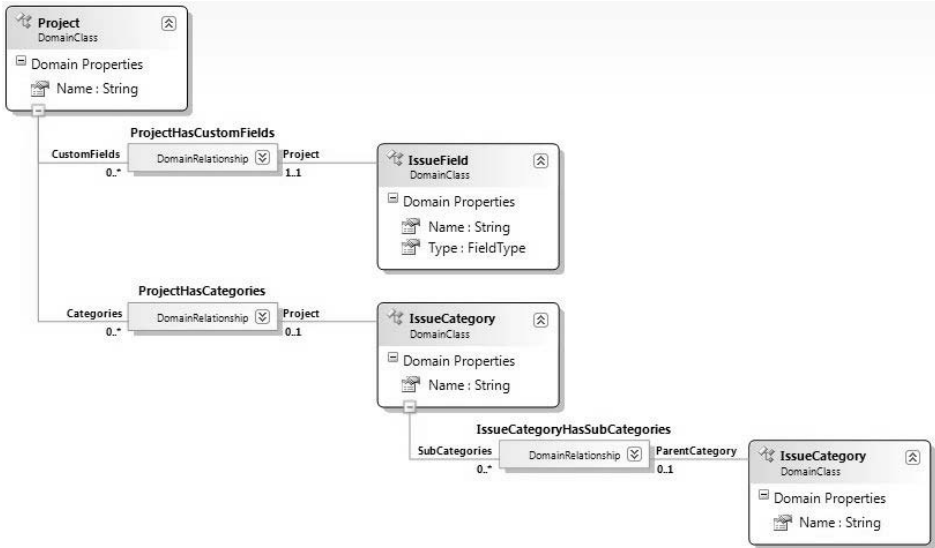 Project
DomainClass
Domain Properties
Name : String
ProjectHasCustomFields
CustomFields
DomainRelationship
Project
0..*
1..1
IssueField
DomainClass
Domain Properties
Name : String
Type : FieldType
ProjectHasCategories
Categories
DomainRelationship
Project
0..*
0..1
IssueCategory
DomainClass
Domain Properties
Name : String
IssueCategoryHasSubCategories
SubCategories
DomainRelationship
ParentCategory
0..*
0..1
IssueCategory
DomainClass
Domain Properties
Name : String